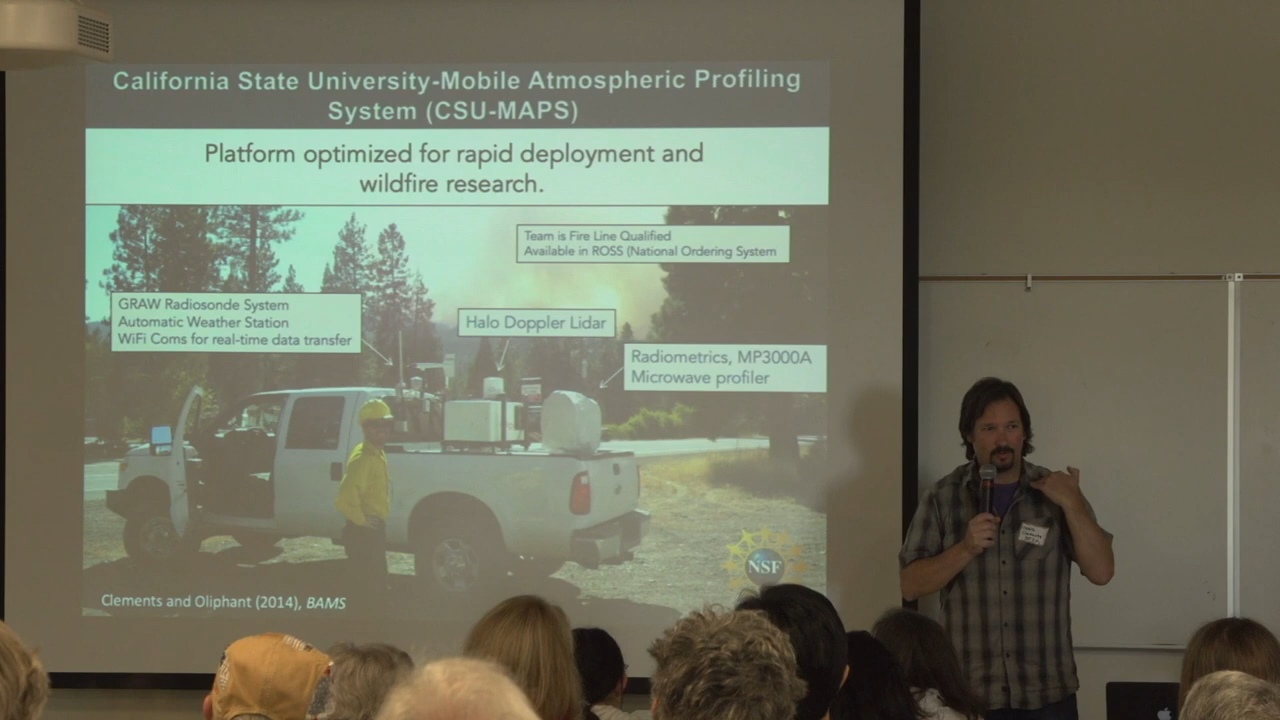 California State University-Mobile Atmospheric Profiling
System (CSU-MAPS)
Platform optimized for rapid deployment and
wildfire research.
Team is Fire Line Qualified
Available in ROSS (National Ordering System
GRAW Radiosonde System
Automatic Weather Station
WiFi Coms for real-time data transfer
Halo Doppler Lidar
Radiometrics, MP3000A
Microwave profiler
NSF
Clements and Oliphant (2014), BAMS